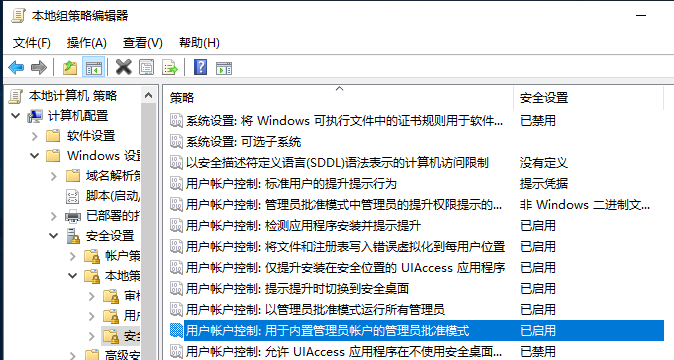 本地组策略编辑器
文件(F) 操作(A) 查看(V) 帮助(H)
本地计算机 策略
计算机配置
软件设置
Windows 设
域名解析策
脚本(启动/
已部署的打
安全设置
帐户策
本地策
审核
用户
安全
高级安
策略 安全设置
系统设置: 将 Windows 可执行文件中的证书规则用于软件... 已禁用
系统设置: 可选子系统
以安全描述符定义语言(SDDL)语法表示的计算机访问限制 没有定义
用户帐户控制: 标准用户的提升提示行为 提示凭据
用户帐户控制: 管理员批准模式中管理员的提升权限提示的... 非 Windows 二进制文...
用户帐户控制: 检测应用程序安装并提示提升 已启用
用户帐户控制: 将文件和注册表写入错误虚拟化到每用户位置 已启用
用户帐户控制: 仅提升安装在安全位置的 UIAccess 应用程序 已启用
用户帐户控制: 提示提升时切换到安全桌面 已启用
用户帐户控制: 以管理员批准模式运行所有管理员 已启用
用户帐户控制: 用于内置管理员帐户的管理员批准模式 已启用
用户帐户控制: 允许 UIAccess 应用程序在不使用安全桌面... 已禁用